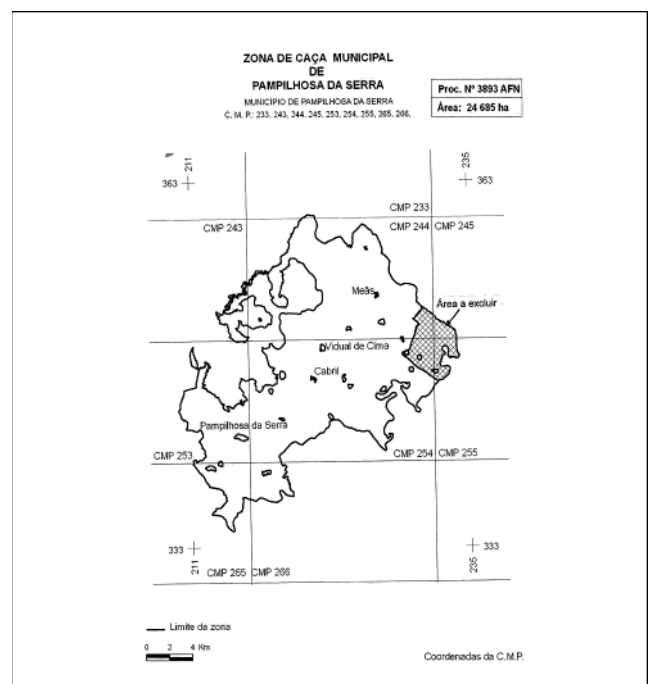 ZONA DE CAÇA MUNICIPAL
DE
PAMPILHOSA DA SERRA
MUNICÍPIO DE PAMPILHOSA DA SERRA
C. M. P.: 233, 243, 244, 245, 253, 254, 255, 265, 266,
Proc. Nº 3893 AFN
Área: 24 685 ha
211
235
363
363
CMP 233
CMP 243
CMP 244
CMP 245
Meãs
Área a excluir
Vidual de Cima
Cabril
Pampilhosa da Serra
CMP 253
CMP 254
CMP 255
333
333
211
235
CMP 265
CMP 266
Limite da zona
0 2 4 Km
Coordenadas da C.M.P.